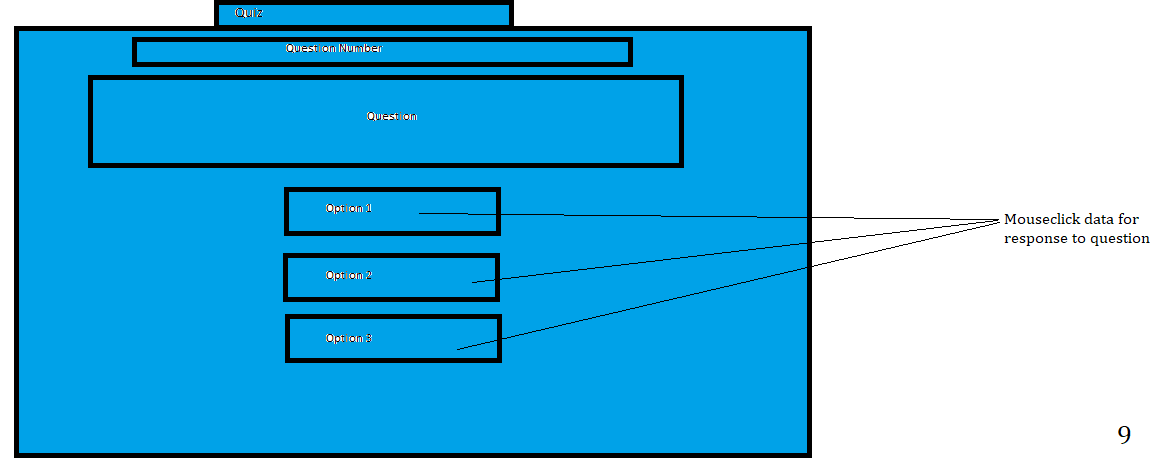 Quiz
Question Number
Question
Option 1
Option 2
Option 3
Mouseclick data for
response to question
9